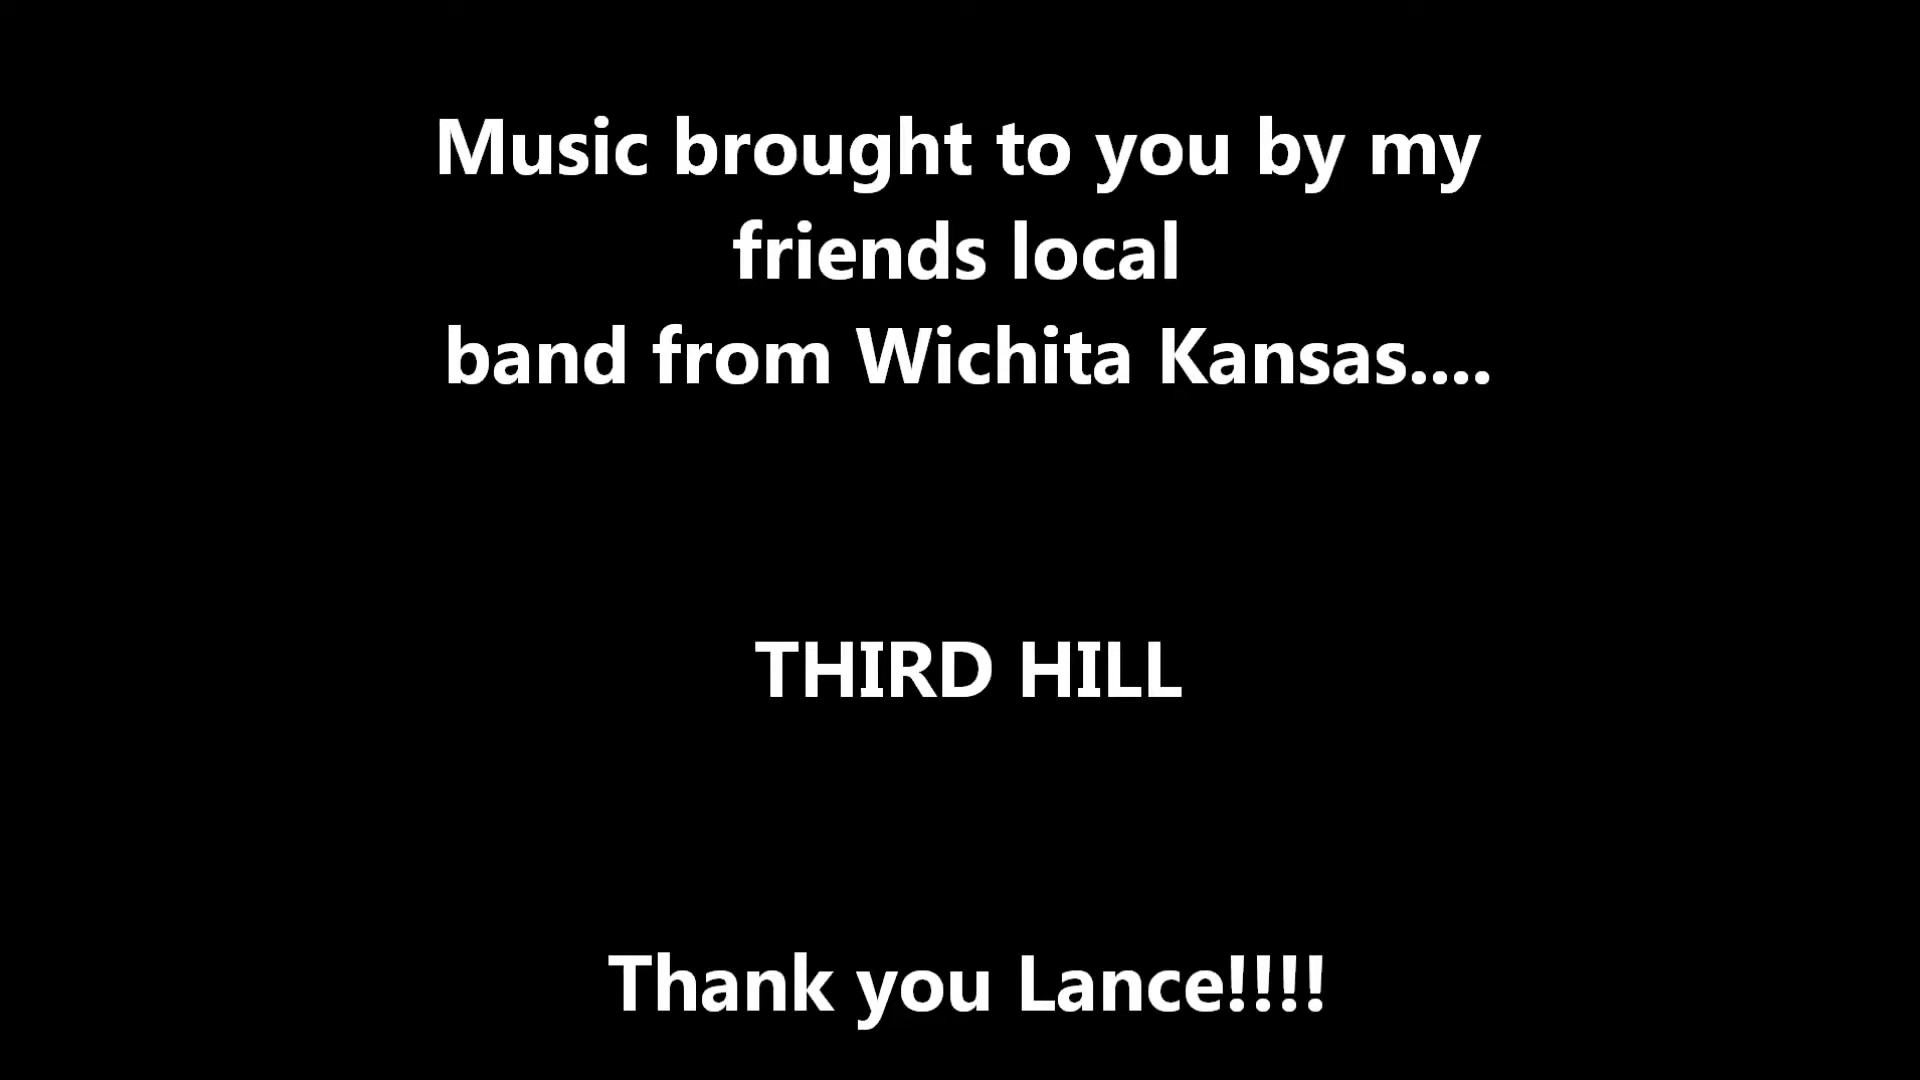 Music brought to you by my
friends local
band from Wichita Kansas....
THIRD HILL
Thank you Lance!!!!